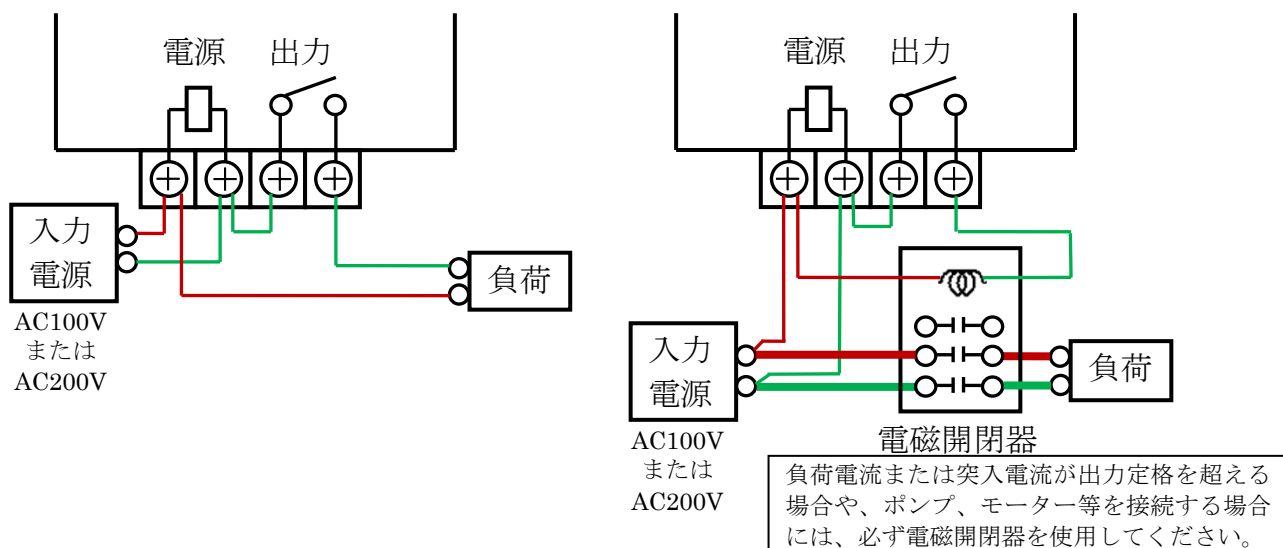 電源 出力
入力
電源
負荷
AC100V
または
AC200V
電源 出力
入力
電源
負荷
AC100V
または
AC200V
電磁開閉器
負荷電流または突入電流が出力定格を超える
場合や、ポンプ、モーター等を接続する場合
には、必ず電磁開閉器を使用してください。